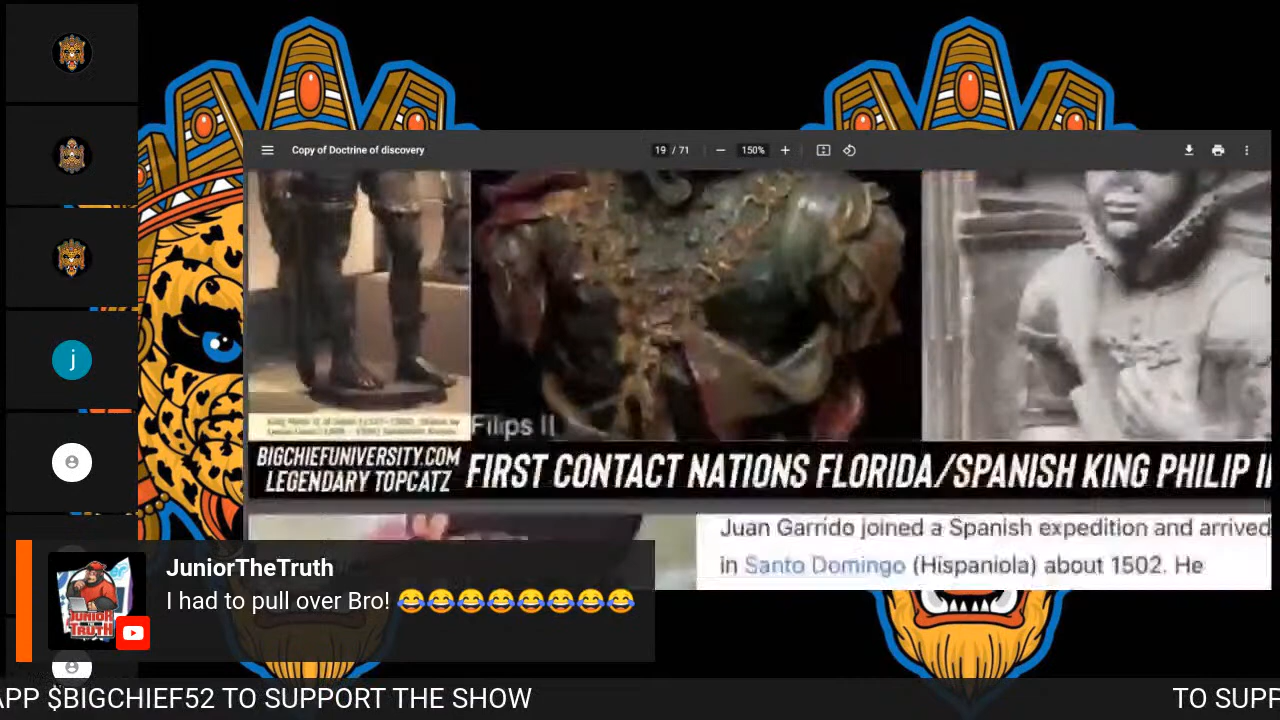 Copy of Doctrine of discovery
19 / 71
150%
Filips II
BIGCHIEFUNIVERSITY.COM
LEGENDARY TOPCATZ
FIRST CONTACT NATIONS FLORIDA/SPANISH KING PHILIP
Juan Garrido joined a Spanish expedition and arrived
in Santo Domingo (Hispaniola) about 1502. He
j
JuniorTheTruth
I had to pull over Bro! 😂😂😂😂😂😂😂😂
JUNIOR
TRUTH
APP $BIGCHIEF52 TO SUPPORT THE SHOW
TO SUPP